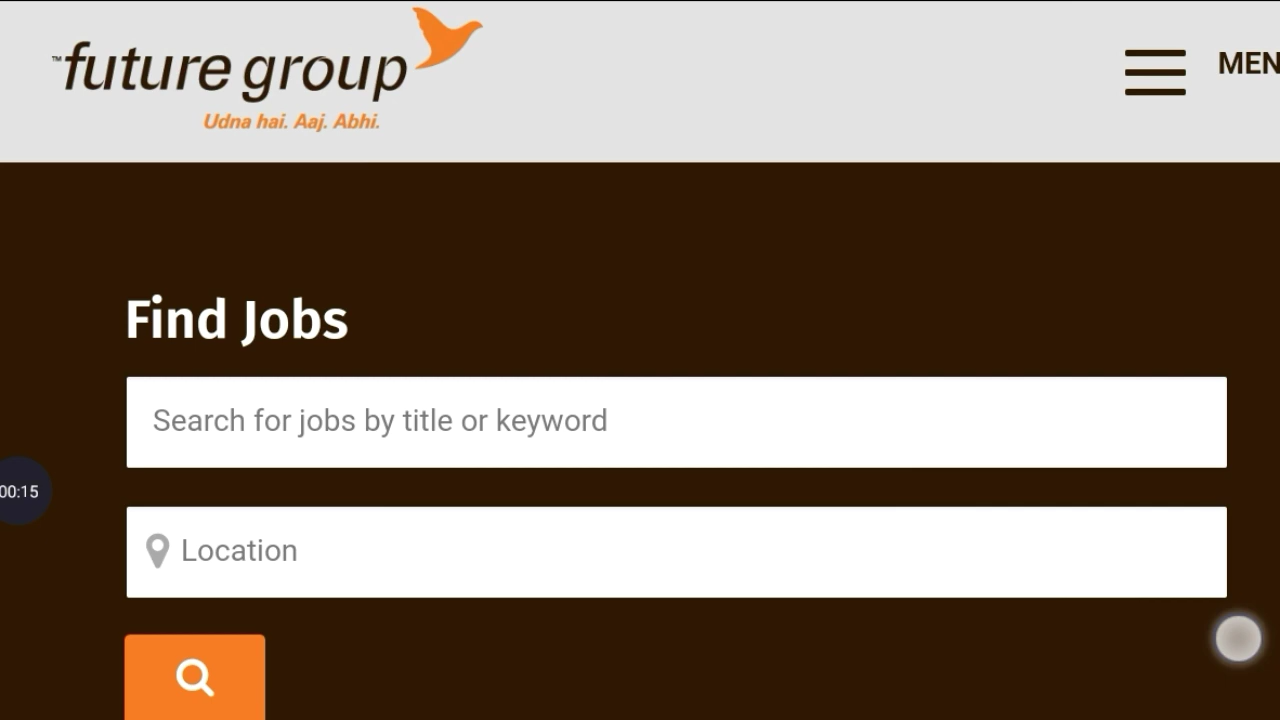 ™future group
Udna hai. Aaj. Abhi.
MEN
Find Jobs
Search for jobs by title or keyword
00:15
Location